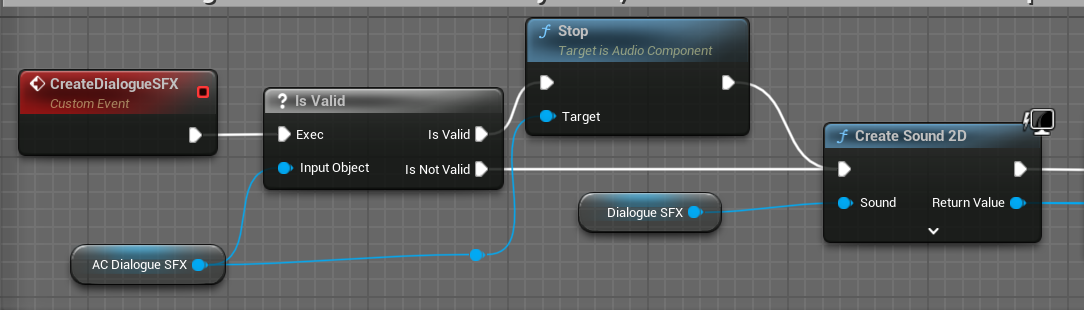 CreateDialogueSFX
Custom Event
? Is Valid
Exec
Is Valid
Input Object
Is Not Valid
AC Dialogue SFX
f Stop
Target is Audio Component
Target
Dialogue SFX
f Create Sound 2D
Sound
Return Value